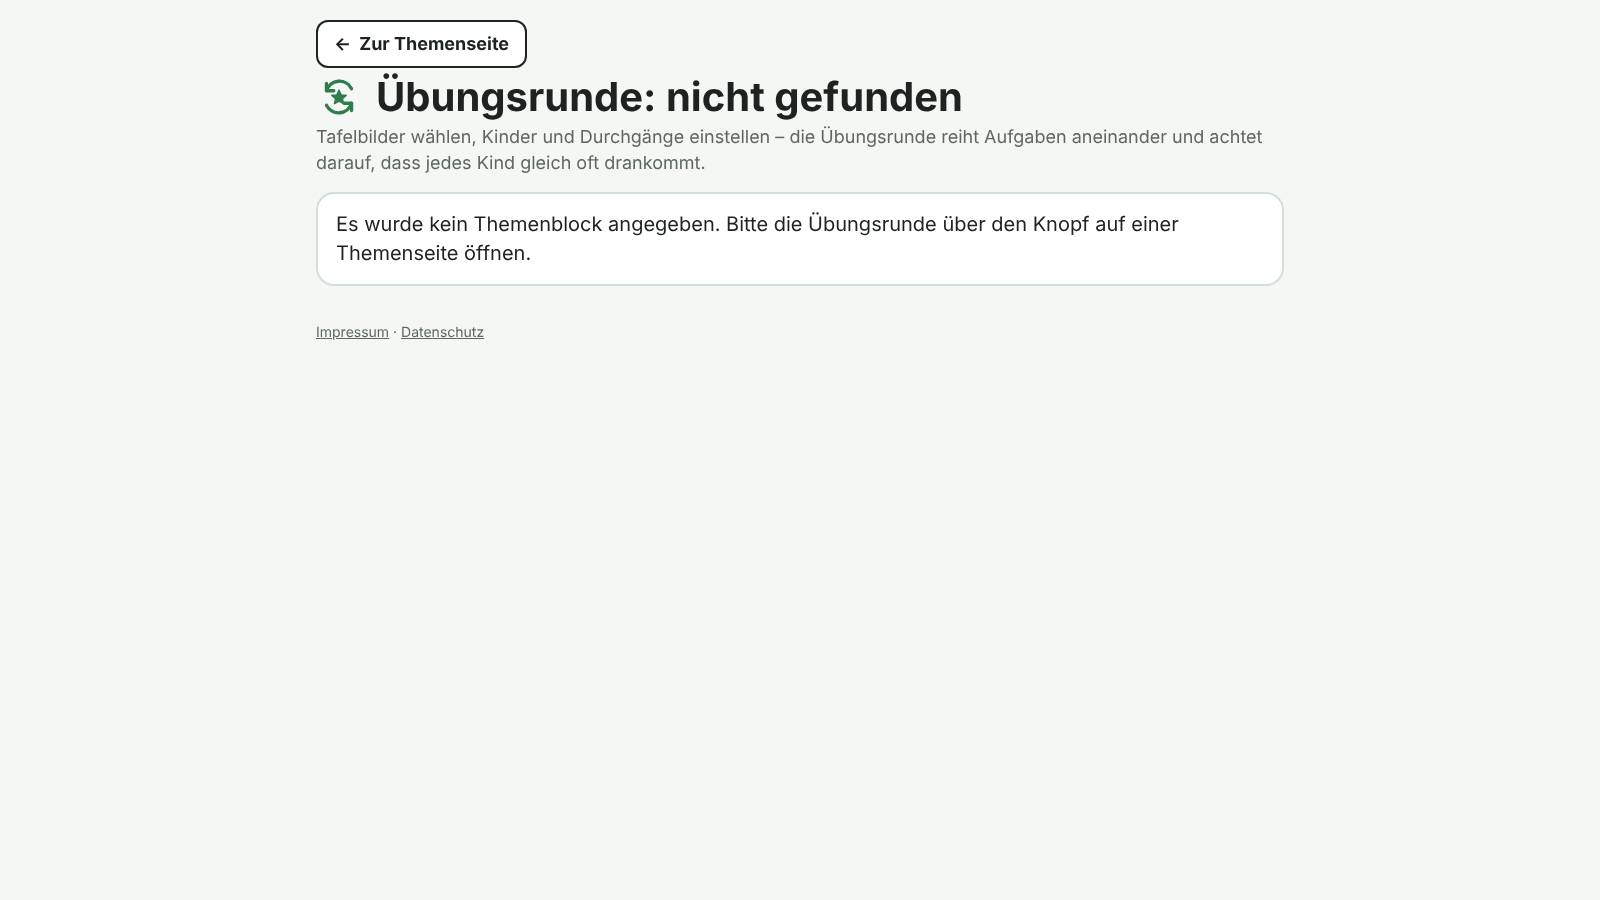 ← Zur Themenseite
Übungsrunde: nicht gefunden
Tafelbilder wählen, Kinder und Durchgänge einstellen – die Übungsrunde reiht Aufgaben aneinander und achtet
darauf, dass jedes Kind gleich oft drankommt.
Es wurde kein Themenblock angegeben. Bitte die Übungsrunde über den Knopf auf einer
Themenseite öffnen.
Impressum · Datenschutz